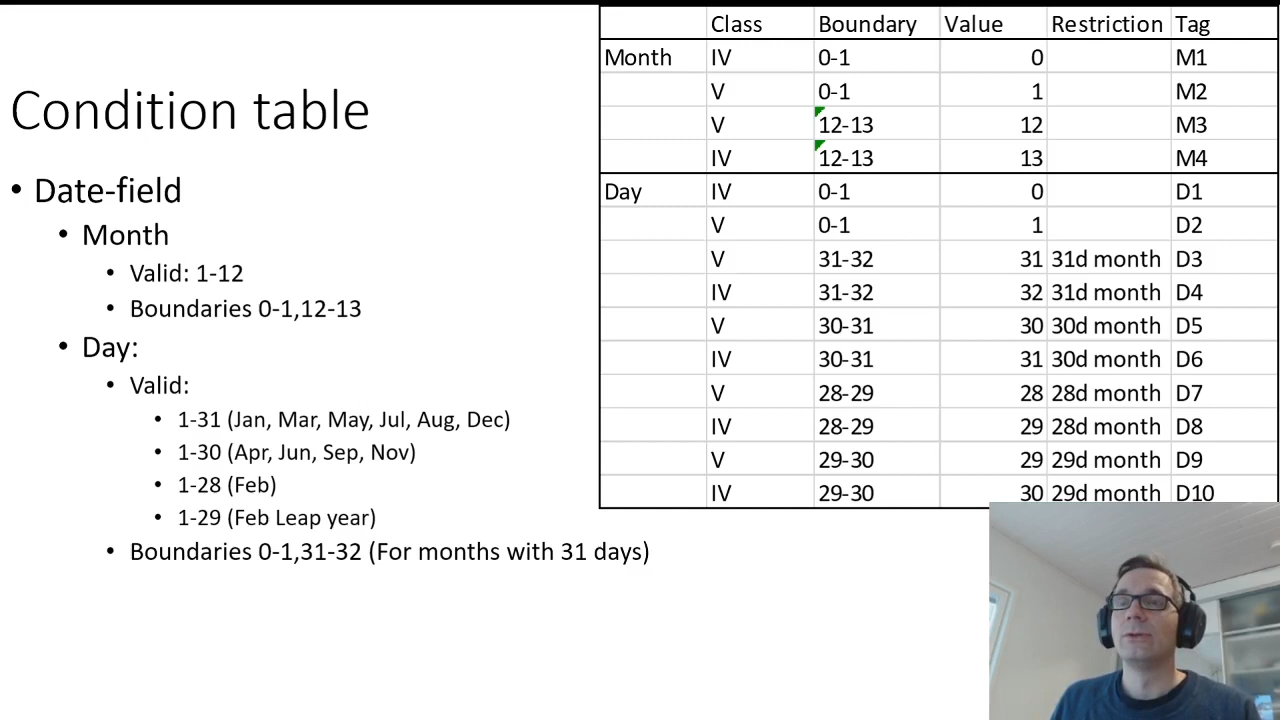 Condition table
• Date-field
• Month
• Valid: 1-12
• Boundaries 0-1,12-13
• Day:
• Valid:
• 1-31 (Jan, Mar, May, Jul, Aug, Dec)
• 1-30 (Apr, Jun, Sep, Nov)
• 1-28 (Feb)
• 1-29 (Feb Leap year)
• Boundaries 0-1,31-32 (For months with 31 days)
Class Boundary Value Restriction Tag
Month IV 0-1 0 M1
V 0-1 1 M2
V 12-13 12 M3
IV 12-13 13 M4
Day IV 0-1 0 D1
V 0-1 1 D2
V 31-32 31 31d month D3
IV 31-32 32 31d month D4
V 30-31 30 30d month D5
IV 30-31 31 30d month D6
V 28-29 28 28d month D7
IV 28-29 29 28d month D8
V 29-30 29 29d month D9
IV 29-30 30 29d month D10